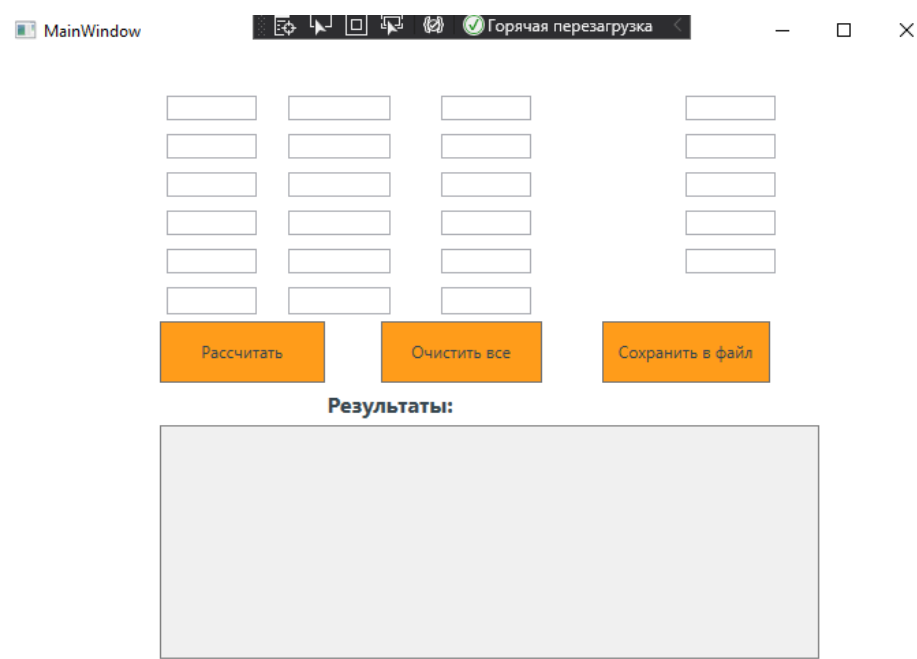 MainWindow
Горячая перезагрузка
Рассчитать
Очистить все
Сохранить в файл
Результаты: